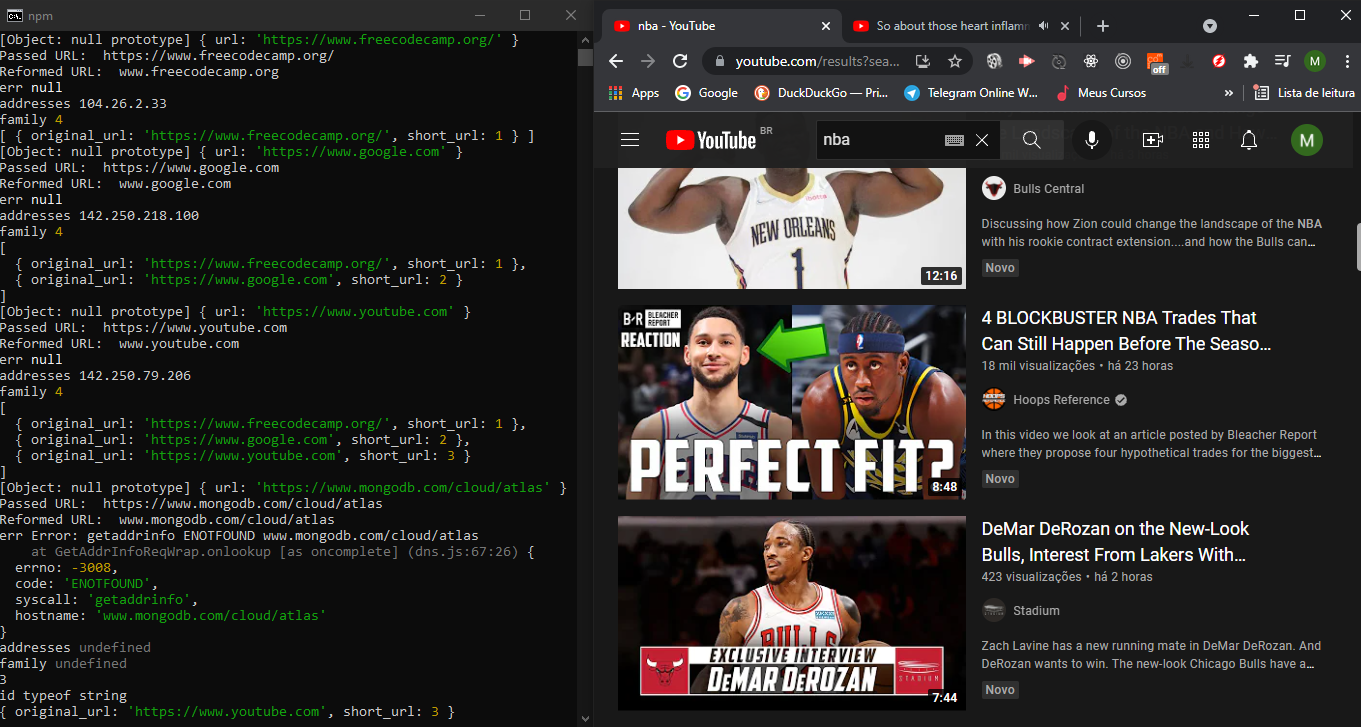 npm
[Object: null prototype] { url: 'https://www.freecodecamp.org/' }
Passed URL:  https://www.freecodecamp.org/
Reformed URL:  www.freecodecamp.org
err null
addresses 104.26.2.33
family 4
[ { original_url: 'https://www.freecodecamp.org/', short_url: 1 } ]
[Object: null prototype] { url: 'https://www.google.com' }
Passed URL:  https://www.google.com
Reformed URL:  www.google.com
err null
addresses 142.250.218.100
family 4
[
  { original_url: 'https://www.freecodecamp.org/', short_url: 1 },
  { original_url: 'https://www.google.com', short_url: 2 }
]
[Object: null prototype] { url: 'https://www.youtube.com' }
Passed URL:  https://www.youtube.com
Reformed URL:  www.youtube.com
err null
addresses 142.250.79.206
family 4
[
  { original_url: 'https://www.freecodecamp.org/', short_url: 1 },
  { original_url: 'https://www.google.com', short_url: 2 },
  { original_url: 'https://www.youtube.com', short_url: 3 }
]
[Object: null prototype] { url: 'https://www.mongodb.com/cloud/atlas' }
Passed URL:  https://www.mongodb.com/cloud/atlas
Reformed URL:  www.mongodb.com/cloud/atlas
err Error: getaddrinfo ENOTFOUND www.mongodb.com/cloud/atlas
    at GetAddrInfoReqWrap.onlookup [as oncomplete] (dns.js:67:26) {
  errno: -3008,
  code: 'ENOTFOUND',
  syscall: 'getaddrinfo',
  hostname: 'www.mongodb.com/cloud/atlas'
}
addresses undefined
family undefined
3
id typeof string
{ original_url: 'https://www.youtube.com', short_url: 3 }
nba - YouTube
So about those heart inflamn
youtube.com/results?sea...
off
M
Apps
Google
DuckDuckGo — Pri...
Telegram Online W...
Meus Cursos
»
Lista de leitura
YouTube BR
nba
M
NEW ORLEANS
1
12:16
Bulls Central
Discussing how Zion could change the landscape of the NBA
with his rookie contract extension....and how the Bulls can…
Novo
B/R BLEACHER REPORT
REACTION
PERFECT FIT?
8:48
4 BLOCKBUSTER NBA Trades That
Can Still Happen Before The Seaso…
18 mil visualizações • há 23 horas
Hoops Reference
In this video we look at an article posted by Bleacher Report
where they propose four hypothetical trades for the biggest…
Novo
BULLS
EXCLUSIVE INTERVIEW
DEMAR DEROZAN
STADIUM
7:44
DeMar DeRozan on the New-Look
Bulls, Interest From Lakers With…
423 visualizações • há 2 horas
Stadium
Zach Lavine has a new running mate in DeMar DeRozan. And
DeRozan wants to win. The new-look Chicago Bulls have a…
Novo